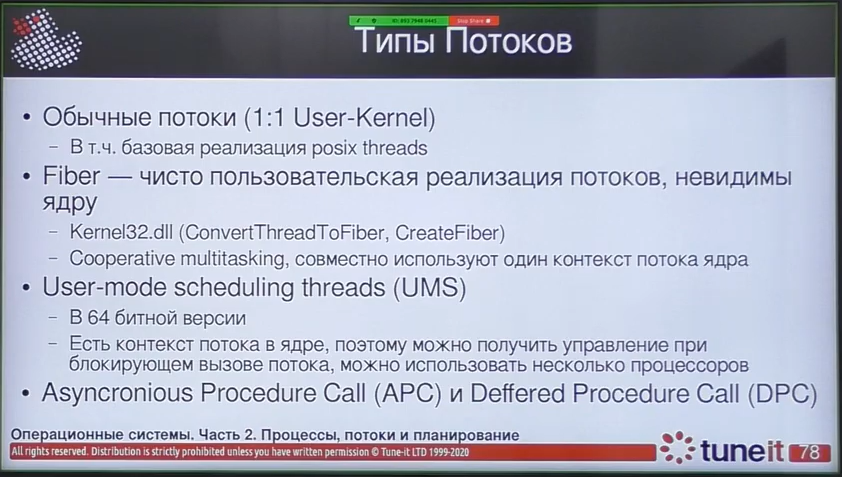 ID: 893 7948 0441 Stop Share
Типы Потоков
• Обычные потоки (1:1 User-Kernel)
– В т.ч. базовая реализация posix threads
• Fiber — чисто пользовательская реализация потоков, невидимы
ядру
– Kernel32.dll (ConvertThreadToFiber, CreateFiber)
– Cooperative multitasking, совместно используют один контекст потока ядра
• User-mode scheduling threads (UMS)
– В 64 битной версии
– Есть контекст потока в ядре, поэтому можно получить управление при
блокирующем вызове потока, можно использовать несколько процессоров
• Asyncronious Procedure Call (APC) и Deffered Procedure Call (DPC)
Операционные системы. Часть 2. Процессы, потоки и планирование
All rights reserved. Distribution is strictly prohibited unless you have written permission © Tune-it LTD 1999-2020
tuneit 78